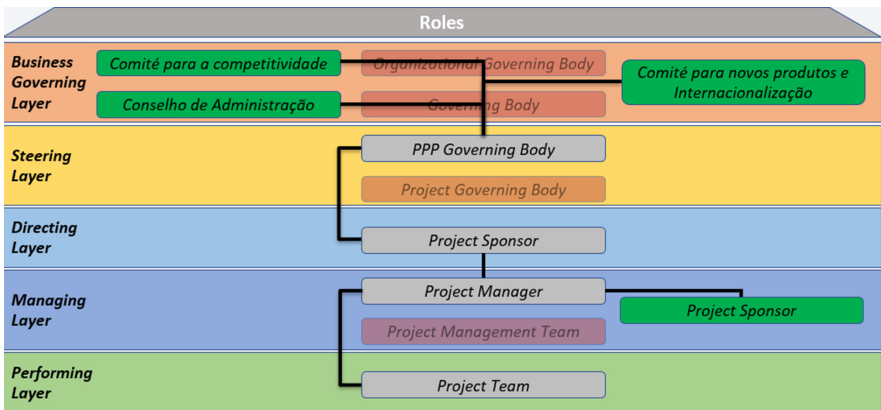 Roles
Business
Governing
Layer
Comité para a competitividade
Organizational Governing Body
Comité para novos produtos e
Internacionalização
Conselho de Administração
Governing Body
Steering
Layer
PPP Governing Body
Project Governing Body
Directing
Layer
Project Sponsor
Managing
Layer
Project Manager
Project Sponsor
Project Management Team
Performing
Layer
Project Team